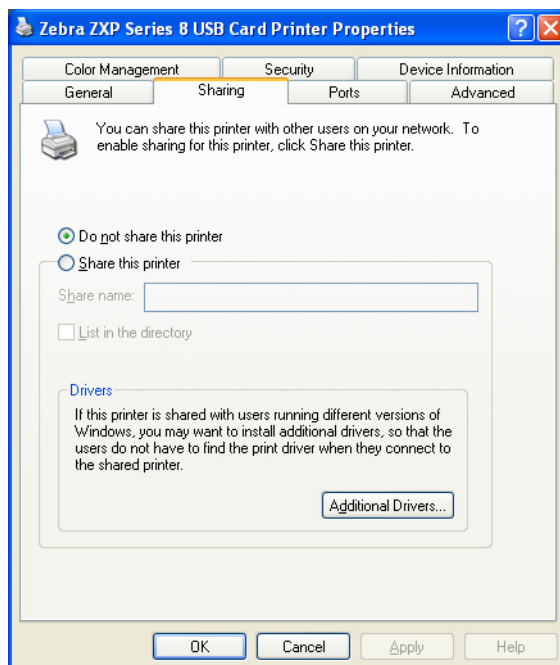 Zebra ZXP Series 8 USB Card Printer Properties
Color Management Security Device Information
General Sharing Ports Advanced
You can share this printer with other users on your network. To
enable sharing for this printer, click Share this printer.
Do not share this printer
Share this printer
Share name:
List in the directory
Drivers
If this printer is shared with users running different versions of
Windows, you may want to install additional drivers, so that the
users do not have to find the print driver when they connect to
the shared printer.
Additional Drivers...
OK Cancel Apply Help